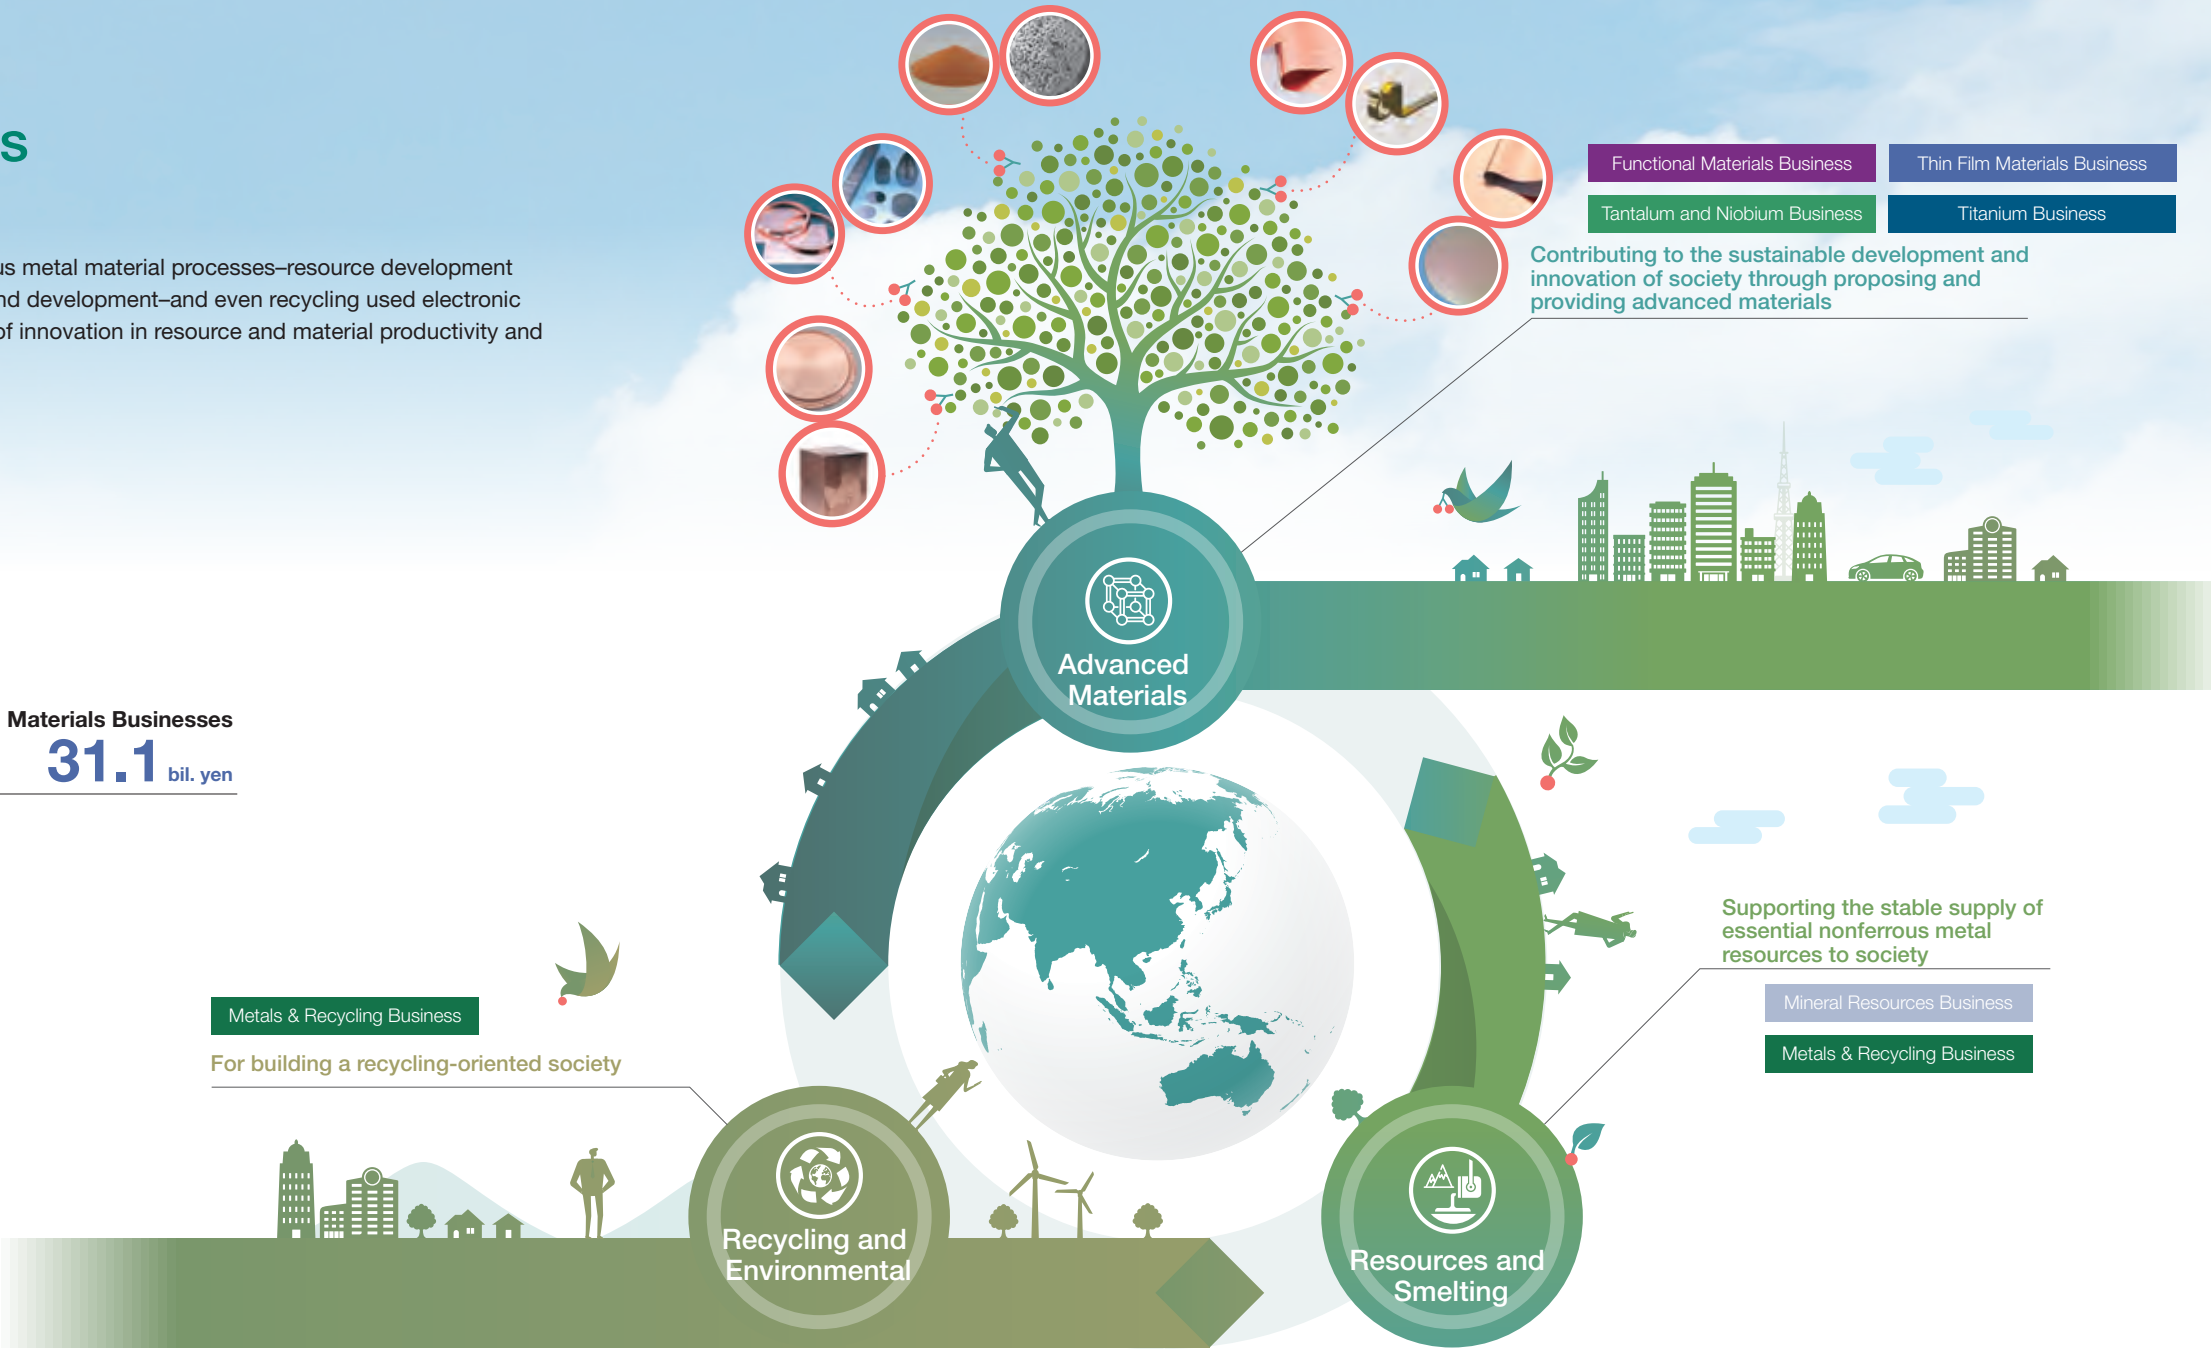 s
us metal material processes–resource development
nd development–and even recycling used electronic
of innovation in resource and material productivity and
Functional Materials Business
Thin Film Materials Business
Tantalum and Niobium Business
Titanium Business
Contributing to the sustainable development and
innovation of society through proposing and
providing advanced materials
Advanced
Materials
Materials Businesses
31.1 bil. yen
Supporting the stable supply of
essential nonferrous metal
resources to society
Mineral Resources Business
Metals & Recycling Business
Metals & Recycling Business
For building a recycling-oriented society
Recycling and
Environmental
Resources and
Smelting